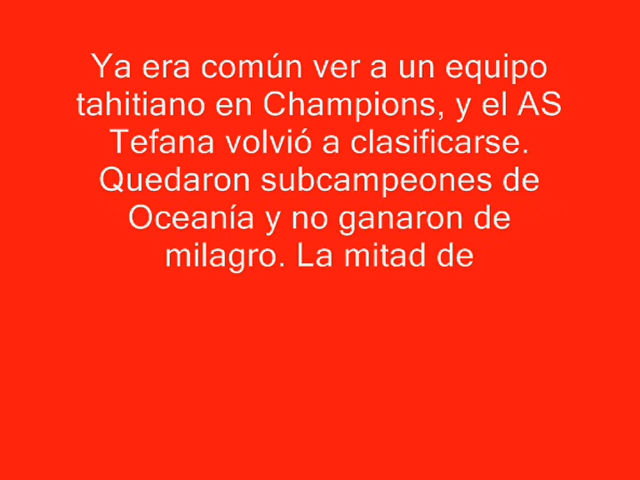 Ya era común ver a un equipo
tahitiano en Champions, y el AS
Tefana volvió a clasificarse.
Quedaron subcampeones de
Oceanía y no ganaron de
milagro. La mitad de